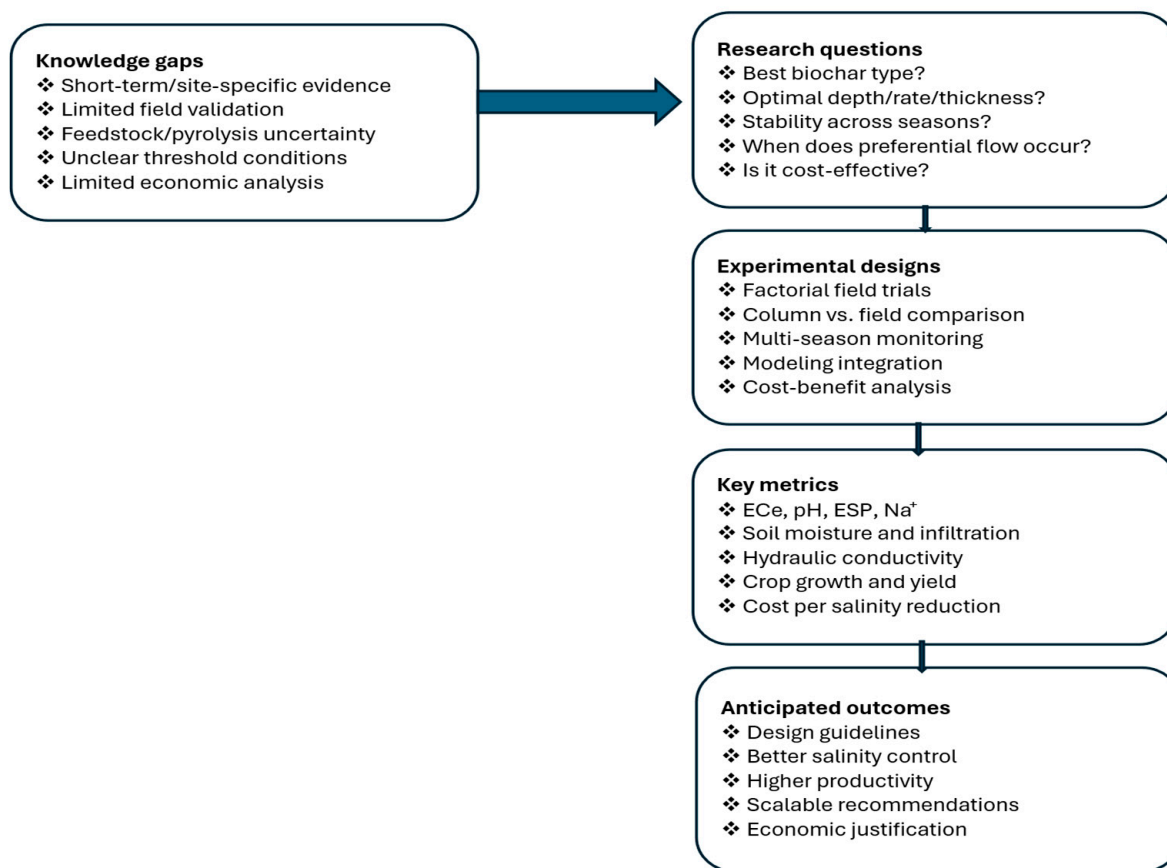 Knowledge gaps
❖ Short-term/site-specific evidence
❖ Limited field validation
❖ Feedstock/pyrolysis uncertainty
❖ Unclear threshold conditions
❖ Limited economic analysis
Research questions
❖ Best biochar type?
❖ Optimal depth/rate/thickness?
❖ Stability across seasons?
❖ When does preferential flow occur?
❖ Is it cost-effective?
Experimental designs
❖ Factorial field trials
❖ Column vs. field comparison
❖ Multi-season monitoring
❖ Modeling integration
❖ Cost-benefit analysis
Key metrics
❖ ECe, pH, ESP, Na⁺
❖ Soil moisture and infiltration
❖ Hydraulic conductivity
❖ Crop growth and yield
❖ Cost per salinity reduction
Anticipated outcomes
❖ Design guidelines
❖ Better salinity control
❖ Higher productivity
❖ Scalable recommendations
❖ Economic justification